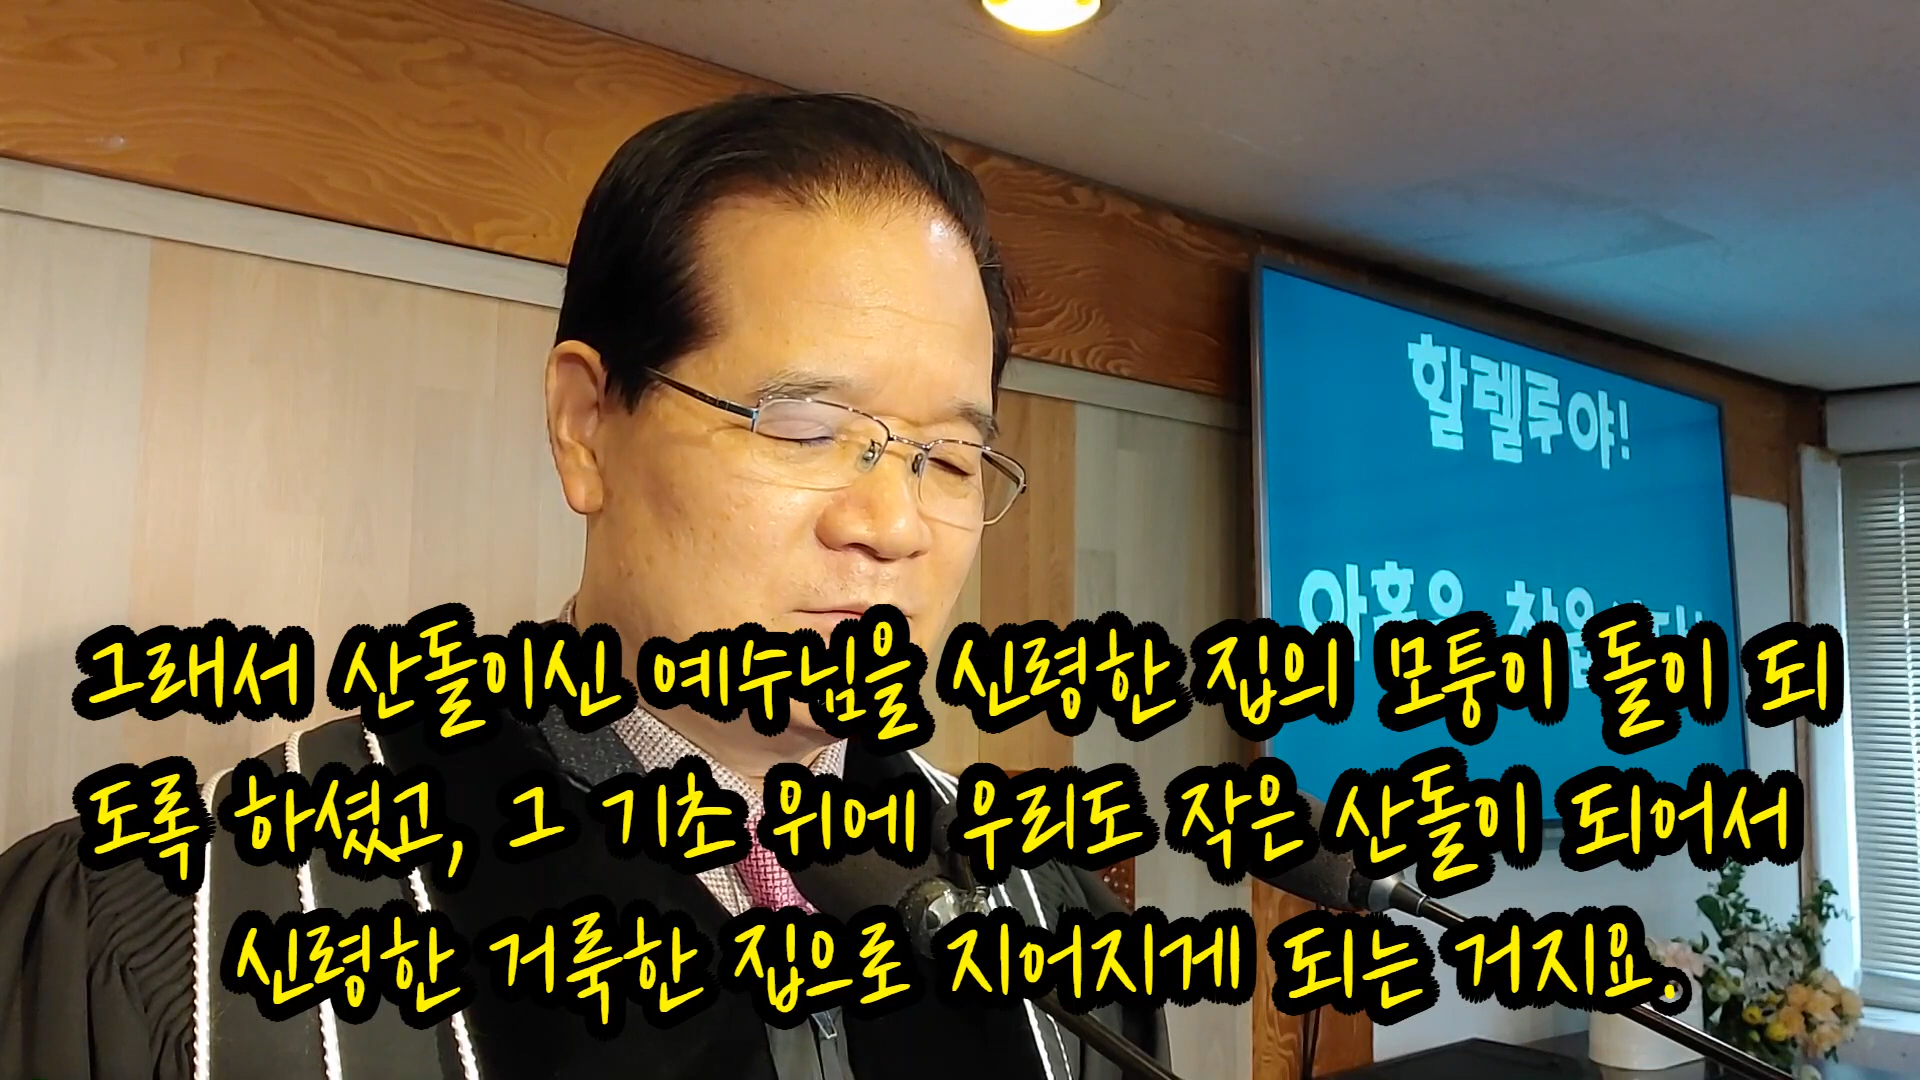 할렐루야!
그래서 산돌이신 예수님을 신령한 집의 모퉁이 돌이 되
도록 하셨고, 그 기초 위에 우리도 작은 산돌이 되어서
신령한 거룩한 집으로 지어지게 되는 거지요.